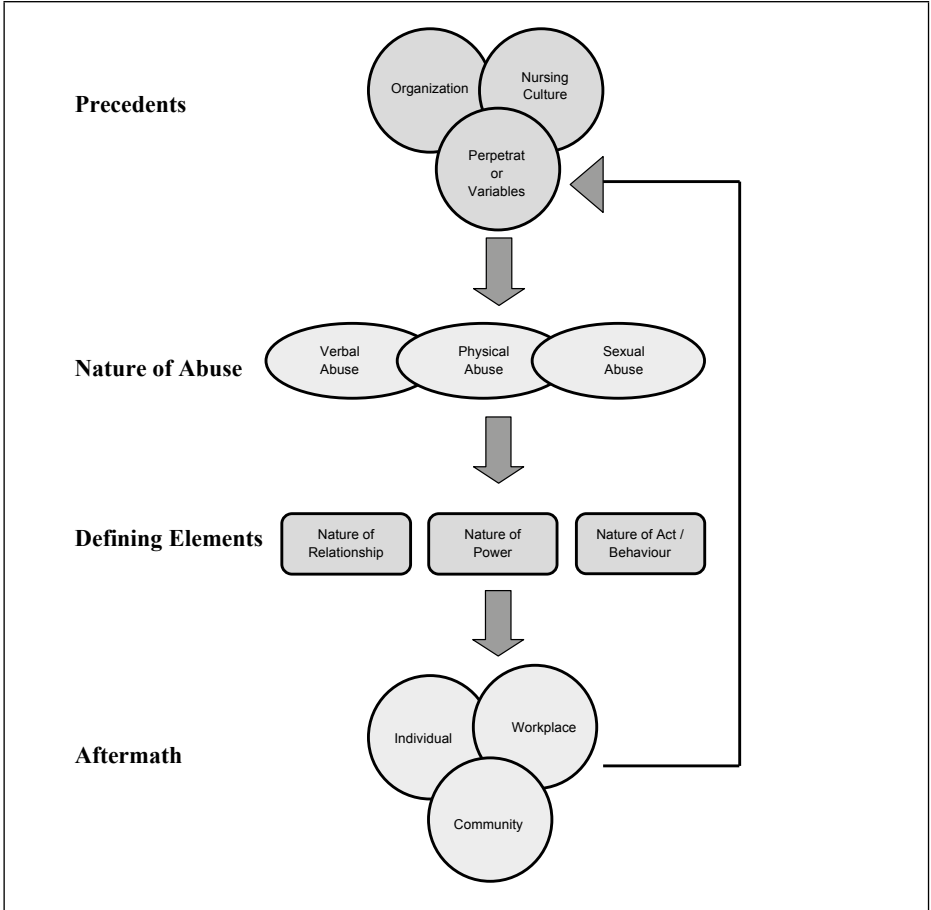 Precedents
Organization
Nursing
Culture
Perpetrat
or
Variables
Nature of Abuse
Verbal
Abuse
Physical
Abuse
Sexual
Abuse
Defining Elements
Nature of
Relationship
Nature of
Power
Nature of Act /
Behaviour
Aftermath
Individual
Workplace
Community